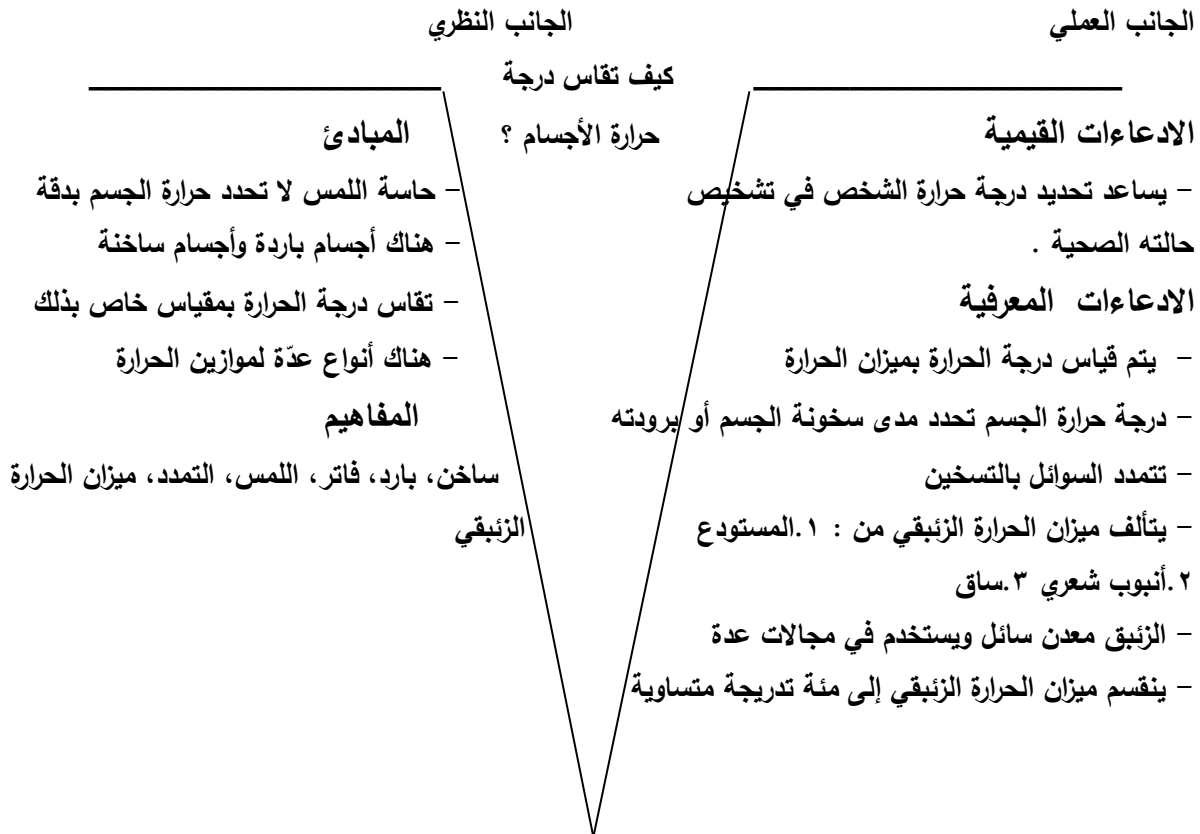 الجانب العملي
الجانب النظري
كيف تقاس درجة
حرارة الأجسام ؟
الادعاءات القيمية
- يساعد تحديد درجة حرارة الشخص في تشخيص
حالته الصحية .
الادعاءات المعرفية
- يتم قياس درجة الحرارة بميزان الحرارة
- درجة حرارة الجسم تحدد مدى سخونة الجسم أو برودته
- تتمدد السوائل بالتسخين
- يتألف ميزان الحرارة الزئبقي من : ١.المستودع
٢.أنبوب شعري ٣.ساق
- الزئبق معدن سائل ويستخدم في مجالات عدة
- ينقسم ميزان الحرارة الزئبقي إلى مئة تدريجة متساوية
المبادئ
- حاسة اللمس لا تحدد حرارة الجسم بدقة
- هناك أجسام باردة وأجسام ساخنة
- تقاس درجة الحرارة بمقياس خاص بذلك
- هناك أنواع عدّة لموازين الحرارة
المفاهيم
ساخن، بارد، فاتر، اللمس، التمدد، ميزان الحرارة
الزئبقي